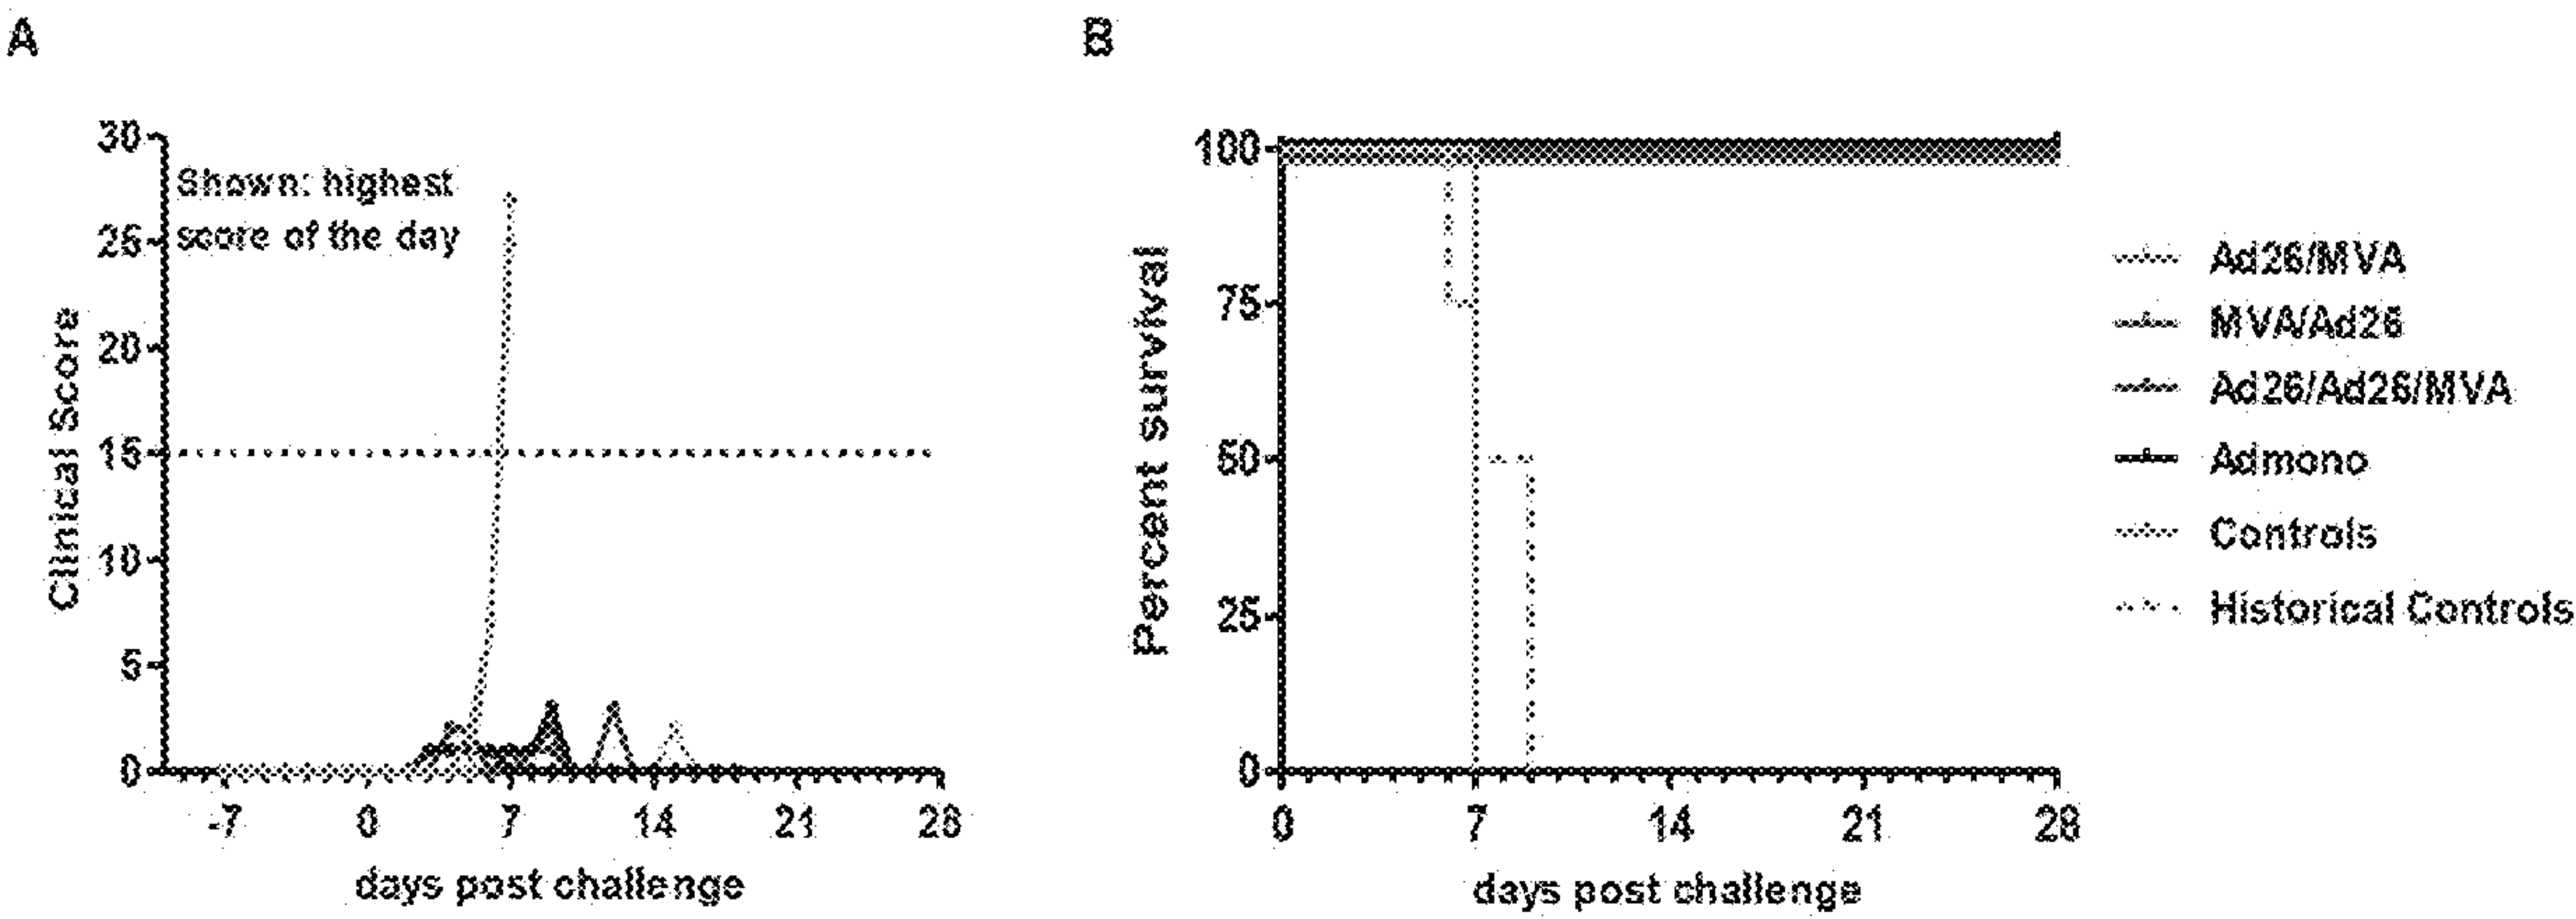 A
B
30
25
20
15
10
5
0
Shown: highest
score of the day
Clinical Score
-7
0
7
14
21
28
days post challenge
100
75
50
25
0
Percent survival
0
7
14
21
28
days post challenge
Ad26/MVA
MVA/Ad26
Ad26/Ad26/MVA
Admono
Controls
Historical Controls